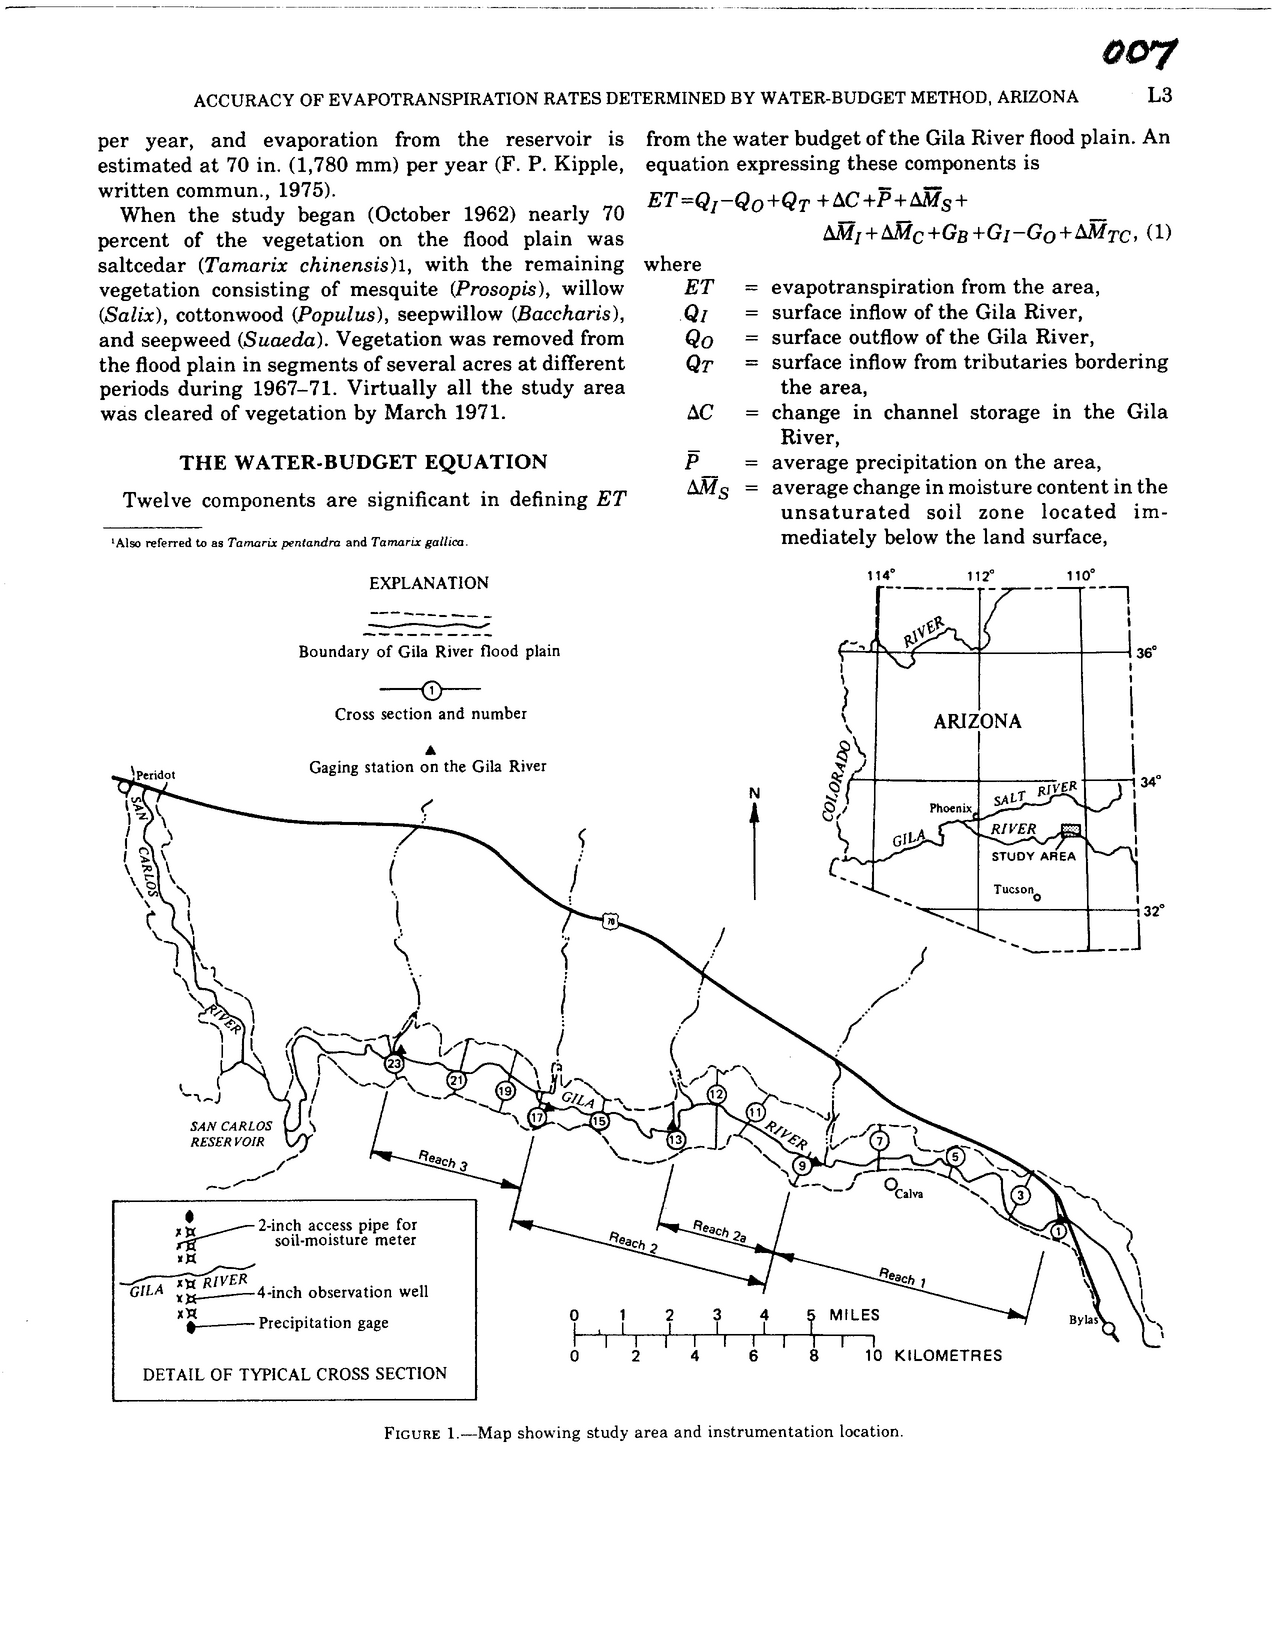 007
ACCURACY OF EVAPOTRANSPIRATION RATES DETERMINED BY WATER-BUDGET METHOD, ARIZONA L3
per year, and evaporation from the reservoir is
estimated at 70 in. (1,780 mm) per year (F. P. Kipple,
written commun., 1975).
When the study began (October 1962) nearly 70
percent of the vegetation on the flood plain was
saltcedar (Tamarix chinensis)1, with the remaining
vegetation consisting of mesquite (Prosopis), willow
(Salix), cottonwood (Populus), seepwillow (Baccharis),
and seepweed (Suaeda). Vegetation was removed from
the flood plain in segments of several acres at different
periods during 1967–71. Virtually all the study area
was cleared of vegetation by March 1971.
THE WATER-BUDGET EQUATION
Twelve components are significant in defining ET
¹Also referred to as Tamarix pentandra and Tamarix gallica.
from the water budget of the Gila River flood plain. An
equation expressing these components is
ET=Q_I−Q_O+Q_T+ΔC+P̅+ΔM̅_S+
ΔM̅_I+ΔM̅_C+G_B+G_I−G_O+ΔM̅_TC, (1)
where
ET = evapotranspiration from the area,
Q_I = surface inflow of the Gila River,
Q_O = surface outflow of the Gila River,
Q_T = surface inflow from tributaries bordering
the area,
ΔC = change in channel storage in the Gila
River,
P̅ = average precipitation on the area,
ΔM̅_S = average change in moisture content in the
unsaturated soil zone located im-
mediately below the land surface,
EXPLANATION
Boundary of Gila River flood plain
1
Cross section and number
Gaging station on the Gila River
114° 112° 110°
RIVER
36°
ARIZONA
COLORADO
34°
Phoenix
SALT RIVER
GILA
RIVER
STUDY AREA
Tucson
32°
N
Peridot
SAN
CARLOS
RIVER
70
23
21
19
17
GILA
15
13
12
11
RIVER
9
7
5
3
1
Calva
Bylas
SAN CARLOS
RESERVOIR
Reach 3
Reach 2
Reach 2a
Reach 1
2-inch access pipe for
soil-moisture meter
GILA RIVER
4-inch observation well
Precipitation gage
DETAIL OF TYPICAL CROSS SECTION
0 1 2 3 4 5 MILES
0 2 4 6 8 10 KILOMETRES
FIGURE 1.—Map showing study area and instrumentation location.